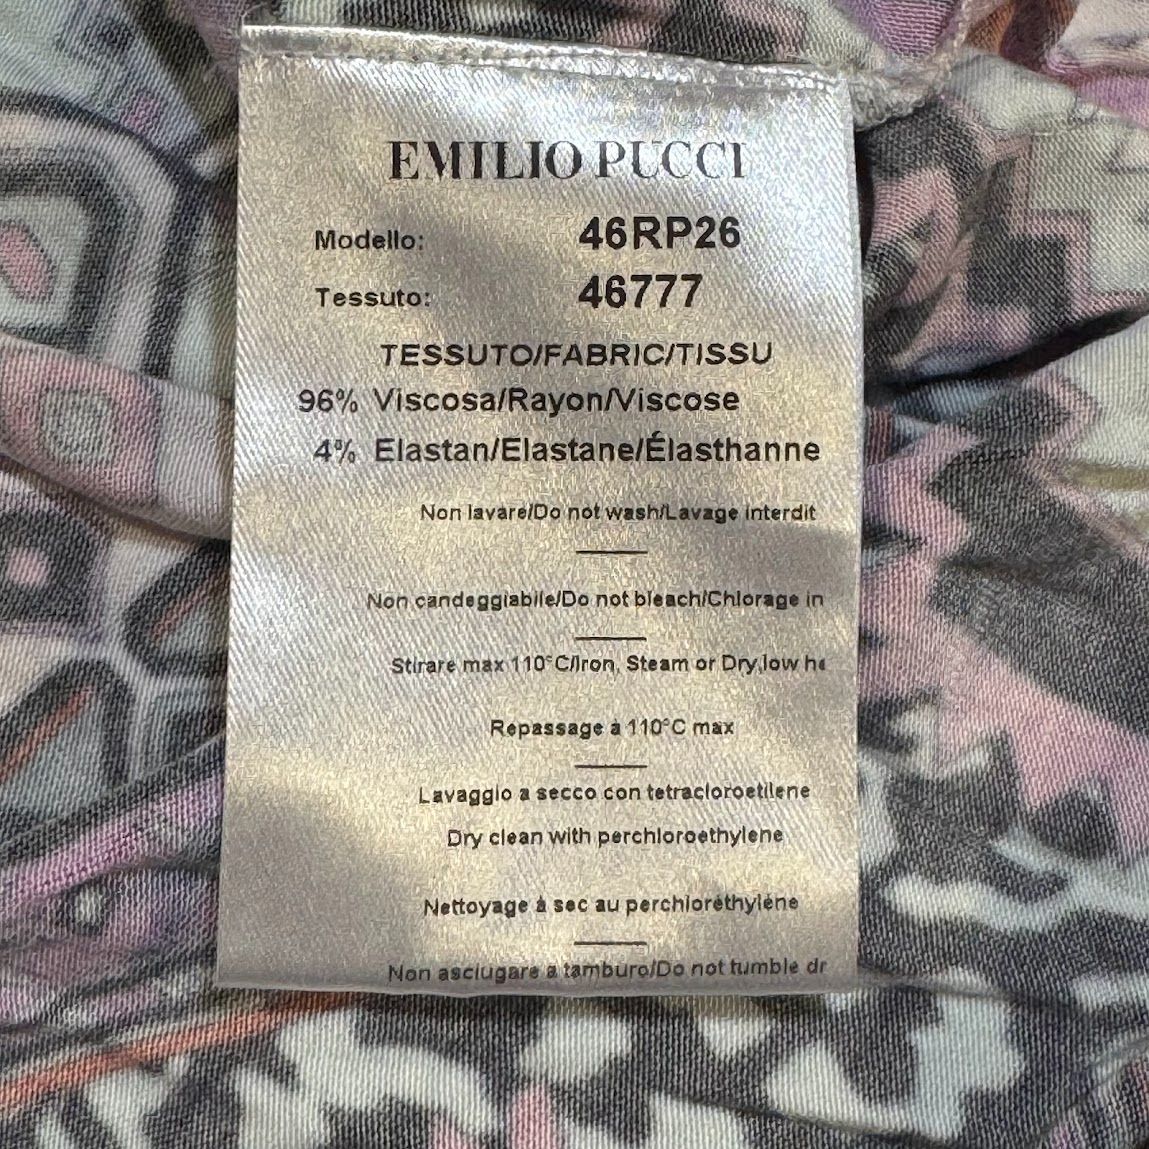 EMILIO PUCCI
Modello: 46RP26
Tessuto: 46777
TESSUTO/FABRIC/TISSU
96% Viscosa/Rayon/Viscose
4% Elastan/Elastane/Élasthanne
Non lavare/Do not wash/Lavage interdit
Non candeggiabile/Do not bleach/Chlorage in
Stirare max 110°C/Iron, Steam or Dry,low he
Repassage à 110°C max
Lavaggio a secco con tetracloroetilene
Dry clean with perchloroethylene
Nettoyage à sec au perchloréthylène
Non asciugare a tamburo/Do not tumble dr